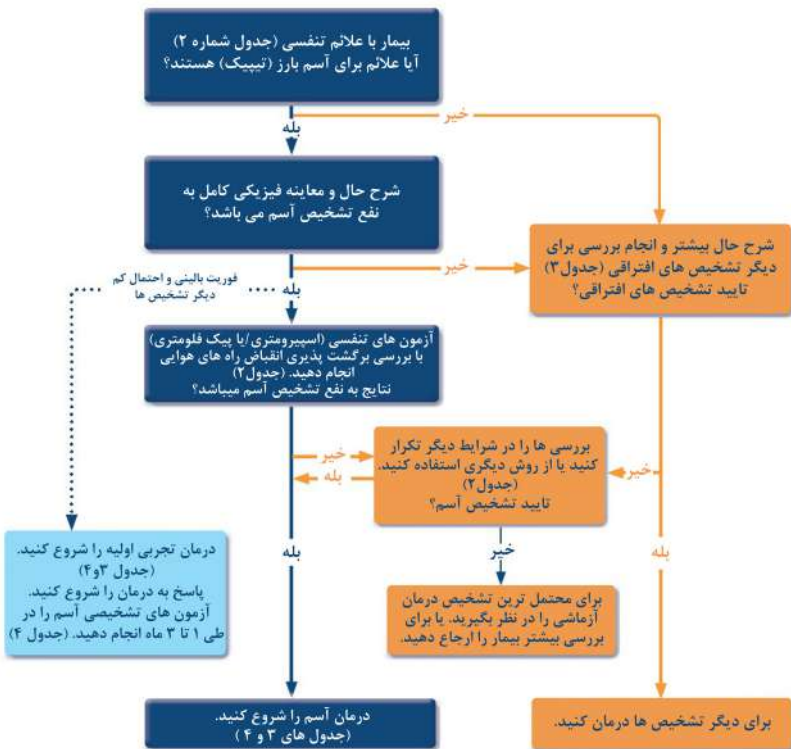 بیمار با علائم تنفسی (جدول شماره ۲)
آیا علائم برای آسم بارز (تیپیک) هستند؟
خیر
بله
شرح حال و معاینه فیزیکی کامل به
نفع تشخیص آسم می باشد؟
شرح حال بیشتر و انجام بررسی برای
دیگر تشخیص های افتراقی (جدول۳)
تایید تشخیص های افتراقی؟
خیر
بله
فوریت بالینی و احتمال کم
دیگر تشخیص ها
آزمون های تنفسی (اسپیرومتری/یا پیک فلومتری)
با بررسی برگشت پذیری انقباض راه های هوایی
انجام دهید. (جدول۲)
نتایج به نفع تشخیص آسم میباشد؟
بررسی ها را در شرایط دیگر تکرار
کنید یا از روش دیگری استفاده کنید.
(جدول۲)
تایید تشخیص آسم؟
خیر
بله
خیر
خیر
بله
بله
درمان تجربی اولیه را شروع کنید.
(جدول ۳و۴)
پاسخ به درمان را شروع کنید.
آزمون های تشخیصی آسم را در
طی ۱ تا ۳ ماه انجام دهید. (جدول ۴)
برای محتمل ترین تشخیص درمان
آزماشی را در نظر بگیرید. یا برای
بررسی بیشتر بیمار را ارجاع دهید.
درمان آسم را شروع کنید.
(جدول های ۳ و ۴)
برای دیگر تشخیص ها درمان کنید.